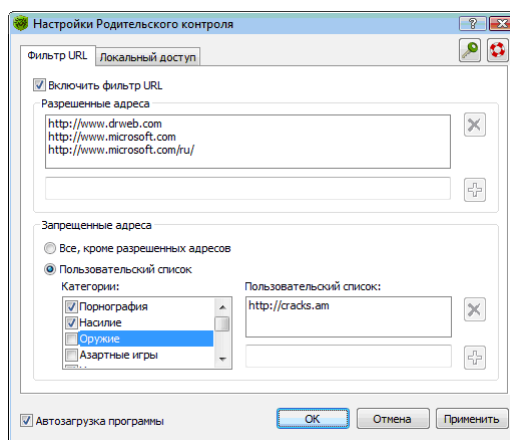 Настройки Родительского контроля
Фильтр URL
Локальный доступ
Включить фильтр URL
Разрешенные адреса
http://www.drweb.com
http://www.microsoft.com
http://www.microsoft.com/ru/
Запрещенные адреса
Все, кроме разрешенных адресов
Пользовательский список
Категории:
Порнография
Насилие
Оружие
Азартные игры
Пользовательский список:
http://cracks.am
Автозагрузка программы
OK
Отмена
Применить